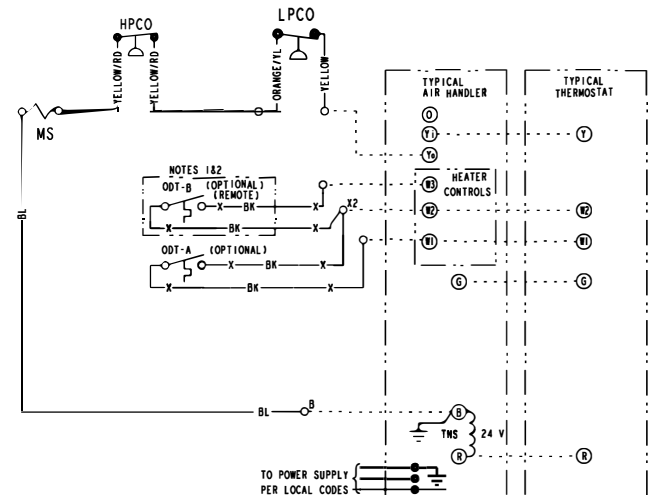 HPCO
LPCO
YELLOW/RD
YELLOW/RD
ORANGE/YL
YELLOW
MS
TYPICAL
AIR HANDLER
TYPICAL
THERMOSTAT
O
Yi
Y
Yo
NOTES 1&2
ODT-B (OPTIONAL)
(REMOTE)
X BK X
X BK X
X2
W3
HEATER
CONTROLS
W2
W2
W1
W1
ODT-A (OPTIONAL)
X BK X
X BK X
G
G
BL
BL
B
B
TNS
24 V
R
R
TO POWER SUPPLY
PER LOCAL CODES